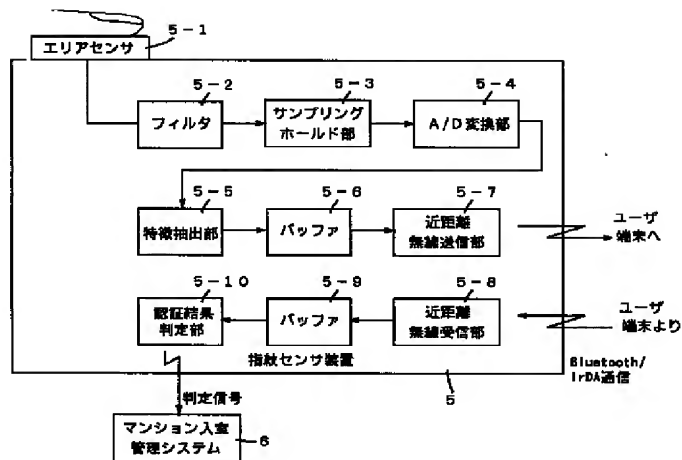 5-1
エリアセンサ
5-2
5-3
5-4
フィルタ
サンプリング
ホールド部
A/D変換部
5-5
5-6
5-7
特徴抽出部
バッファ
近距離
無線送信部
ユーザ
端末へ
5-10
5-9
5-8
認証結果
判定部
バッファ
近距離
無線受信部
ユーザ
端末より
指紋センサ装置
5
Bluetooth/
IrDA通信
判定信号
マンション入室
管理システム
6